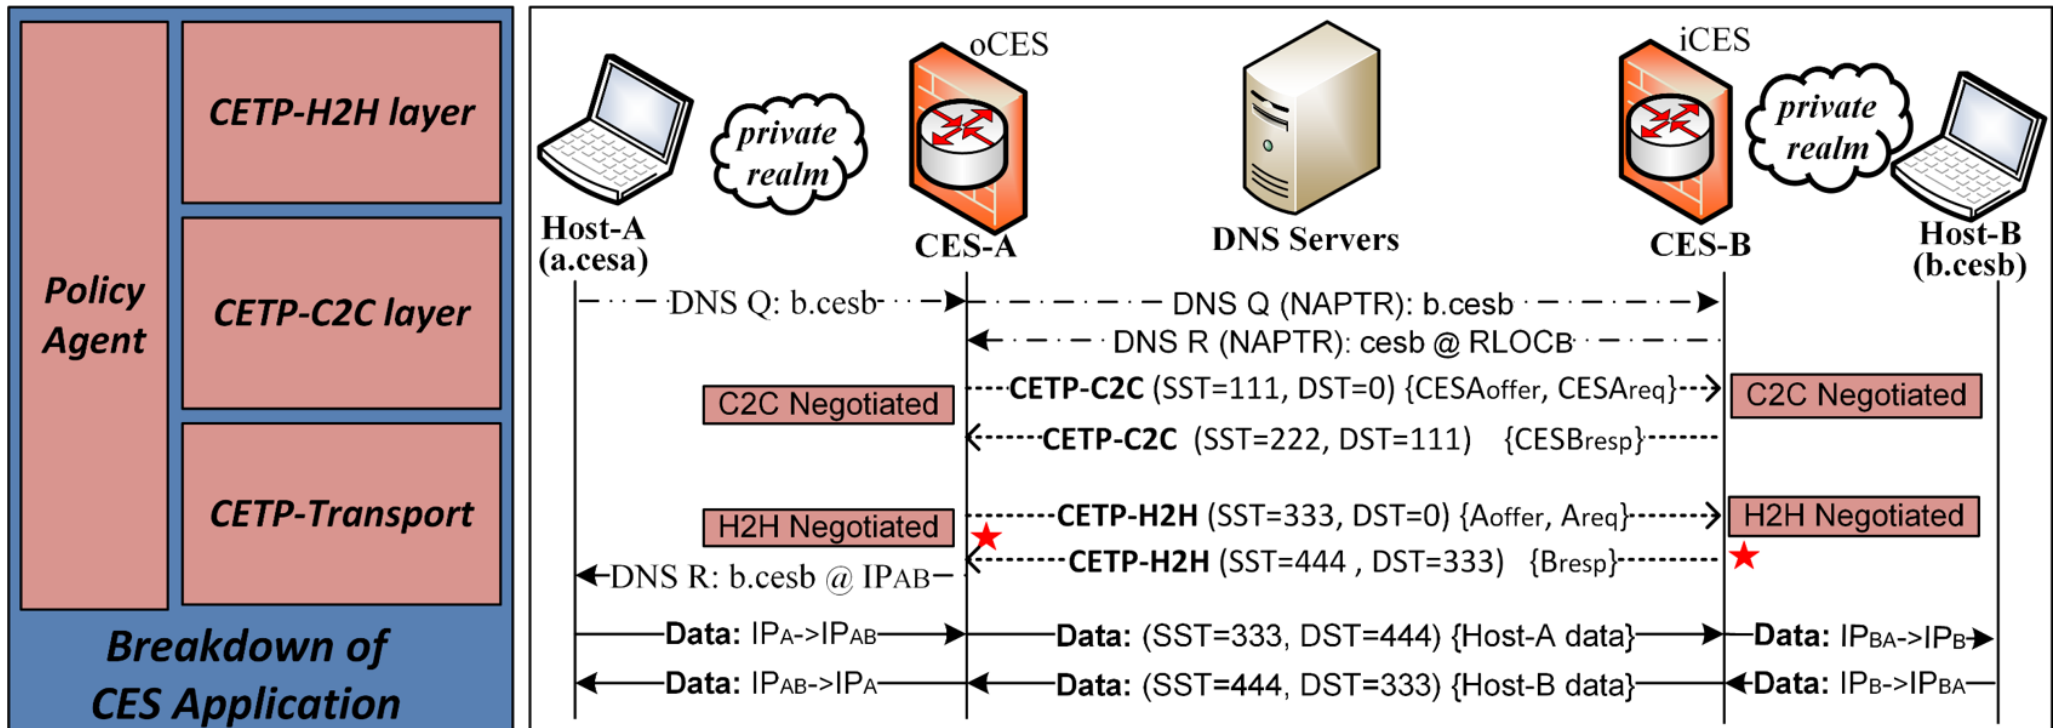 Policy
Agent
CETP-H2H layer
CETP-C2C layer
CETP-Transport
Breakdown of
CES Application
oCES
iCES
private
realm
private
realm
Host-A
(a.cesa)
CES-A
DNS Servers
CES-B
Host-B
(b.cesb)
DNS Q: b.cesb
DNS Q (NAPTR): b.cesb
DNS R (NAPTR): cesb @ RLOCB
CETP-C2C (SST=111, DST=0) {CESAoffer, CESAreq}
C2C Negotiated
C2C Negotiated
CETP-C2C (SST=222, DST=111) {CESBresp}
CETP-H2H (SST=333, DST=0) {Aoffer, Areq}
H2H Negotiated
H2H Negotiated
CETP-H2H (SST=444 , DST=333) {Bresp}
DNS R: b.cesb @ IPAB
Data: IPA->IPAB
Data: (SST=333, DST=444) {Host-A data}
Data: IPBA->IPB
Data: IPAB->IPA
Data: (SST=444, DST=333) {Host-B data}
Data: IPB->IPBA